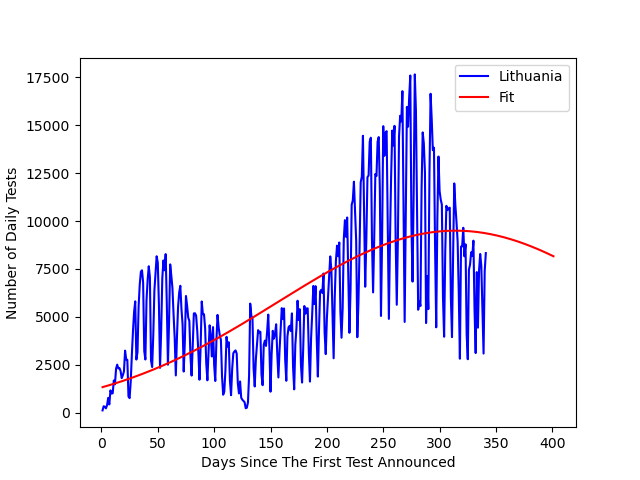 Lithuania
Fit
Number of Daily Tests
17500
15000
12500
10000
7500
5000
2500
0
0 50 100 150 200 250 300 350 400
Days Since The First Test Announced